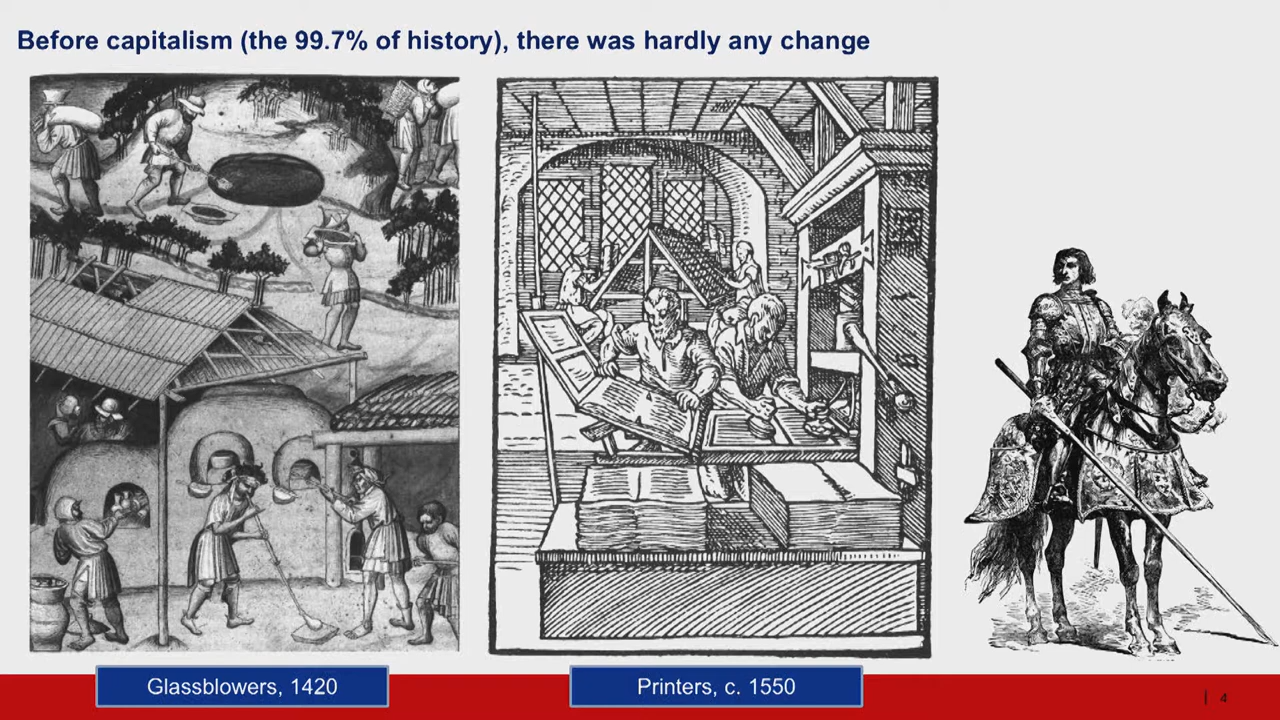 Before capitalism (the 99.7% of history), there was hardly any change
Glassblowers, 1420
Printers, c. 1550
| 4